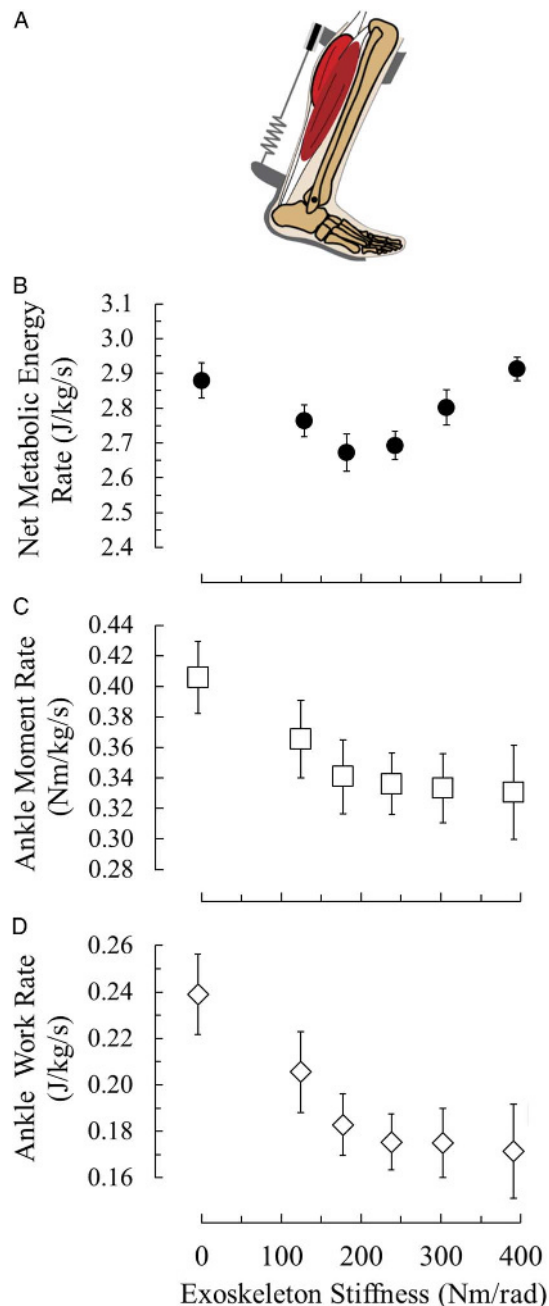 A
B
Net Metabolic Energy
Rate (J/kg/s)
3.1
3.0
2.9
2.8
2.7
2.6
2.5
2.4
C
Ankle Moment Rate
(Nm/kg/s)
0.44
0.42
0.40
0.38
0.36
0.34
0.32
0.30
0.28
D
Ankle Work Rate
(J/kg/s)
0.26
0.24
0.22
0.20
0.18
0.16
0 100 200 300 400
Exoskeleton Stiffness (Nm/rad)